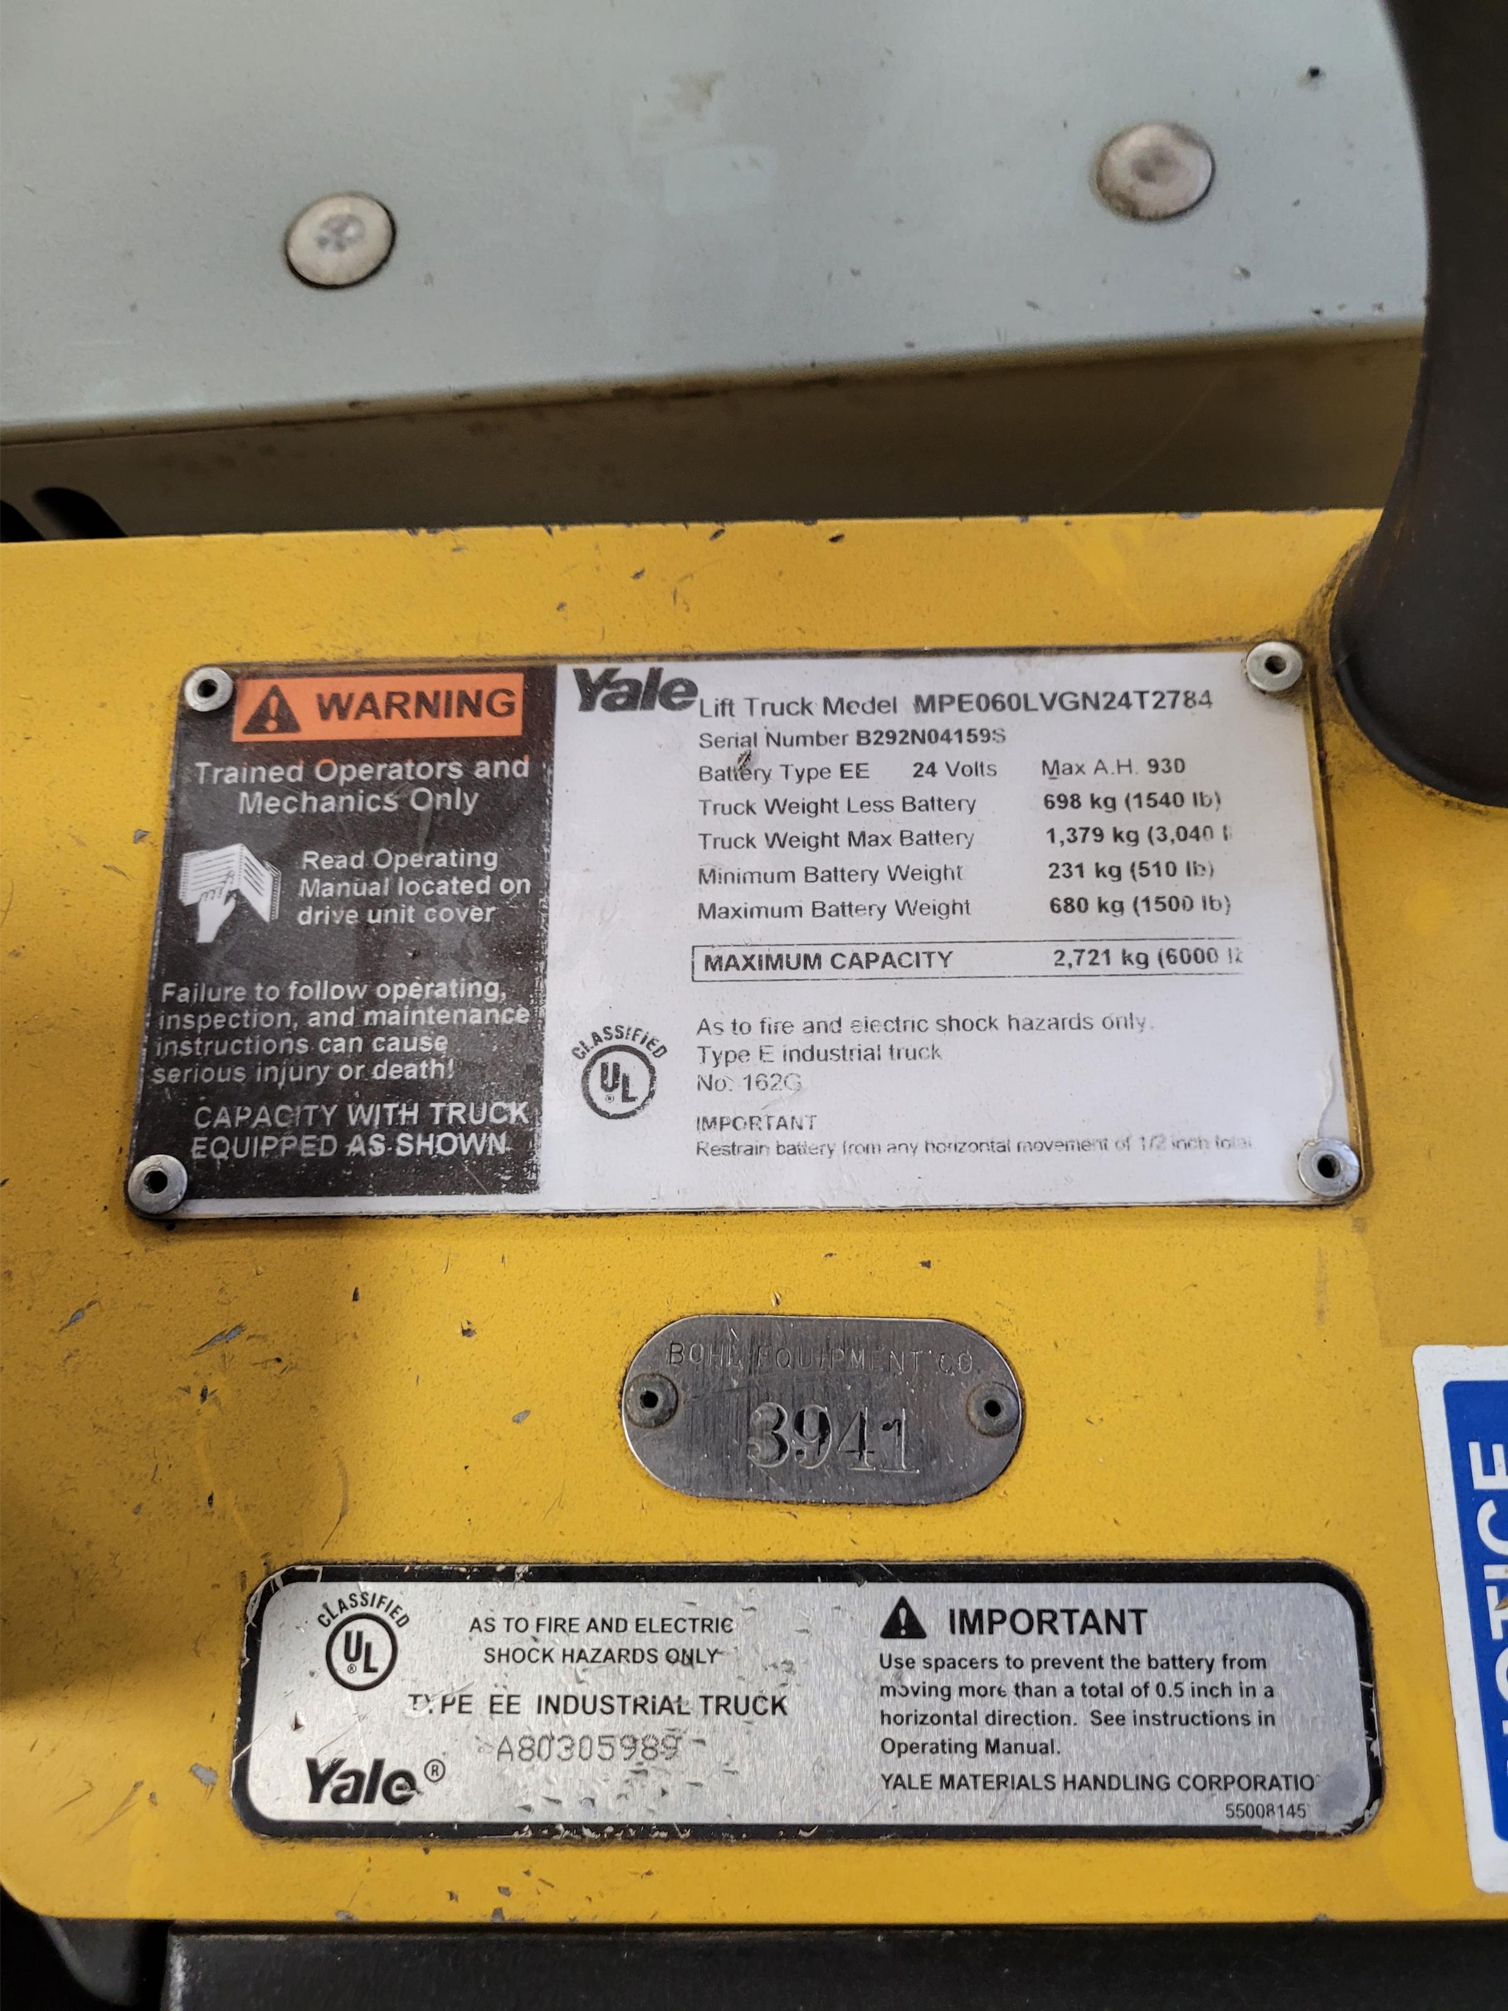 WARNING
Trained Operators and
Mechanics Only
Read Operating
Manual located on
drive unit cover
Failure to follow operating,
inspection, and maintenance
instructions can cause
serious injury or death!
CAPACITY WITH TRUCK
EQUIPPED AS SHOWN
Yale
Lift Truck Model MPE060LVGN24T2784
Serial Number B292N04159S
Battery Type EE 24 Volts Max A.H. 930
Truck Weight Less Battery 698 kg (1540 lb)
Truck Weight Max Battery 1,379 kg (3,040 l
Minimum Battery Weight 231 kg (510 lb)
Maximum Battery Weight 680 kg (1500 lb)
MAXIMUM CAPACITY 2,721 kg (6000 lb
CLASSIFIED
UL
®
As to fire and electric shock hazards only.
Type E industrial truck
No. 162G
IMPORTANT
Restrain battery from any horizontal movement of 1/2 inch total
BOHL EQUIPMENT CO.
3941
CLASSIFIED
UL
®
AS TO FIRE AND ELECTRIC
SHOCK HAZARDS ONLY
TYPE EE INDUSTRIAL TRUCK
A80305989
Yale®
IMPORTANT
Use spacers to prevent the battery from
moving more than a total of 0.5 inch in a
horizontal direction. See instructions in
Operating Manual.
YALE MATERIALS HANDLING CORPORATIO
55008145
NOTICE